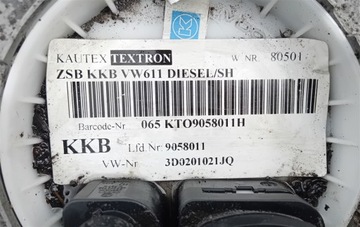 KAUTEX TEXTRON W NR. 80501
ZSB KKB VW611 DIESEL/SH
Barcode-Nr 065 KTO9058011H
KKB Lfd Nr 9058011
VW-Nr 3D0201021JQ